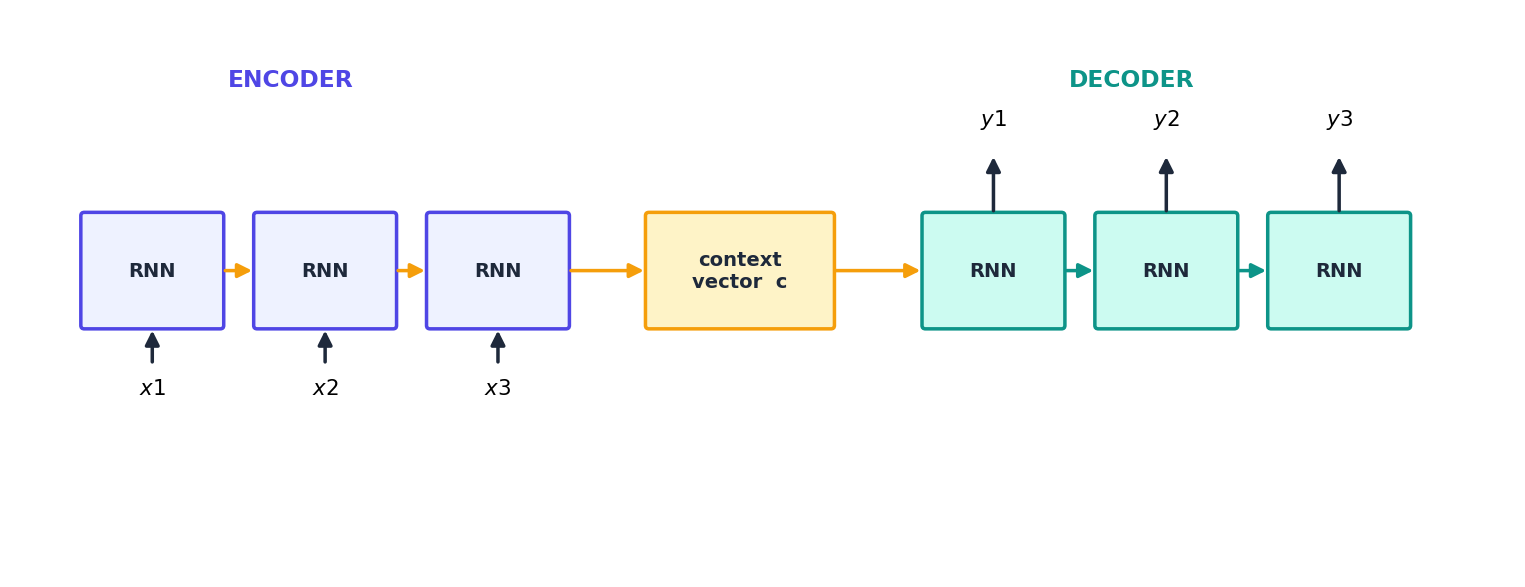 ENCODER
DECODER
y1
y2
y3
RNN
RNN
RNN
context
vector c
RNN
RNN
RNN
x1
x2
x3